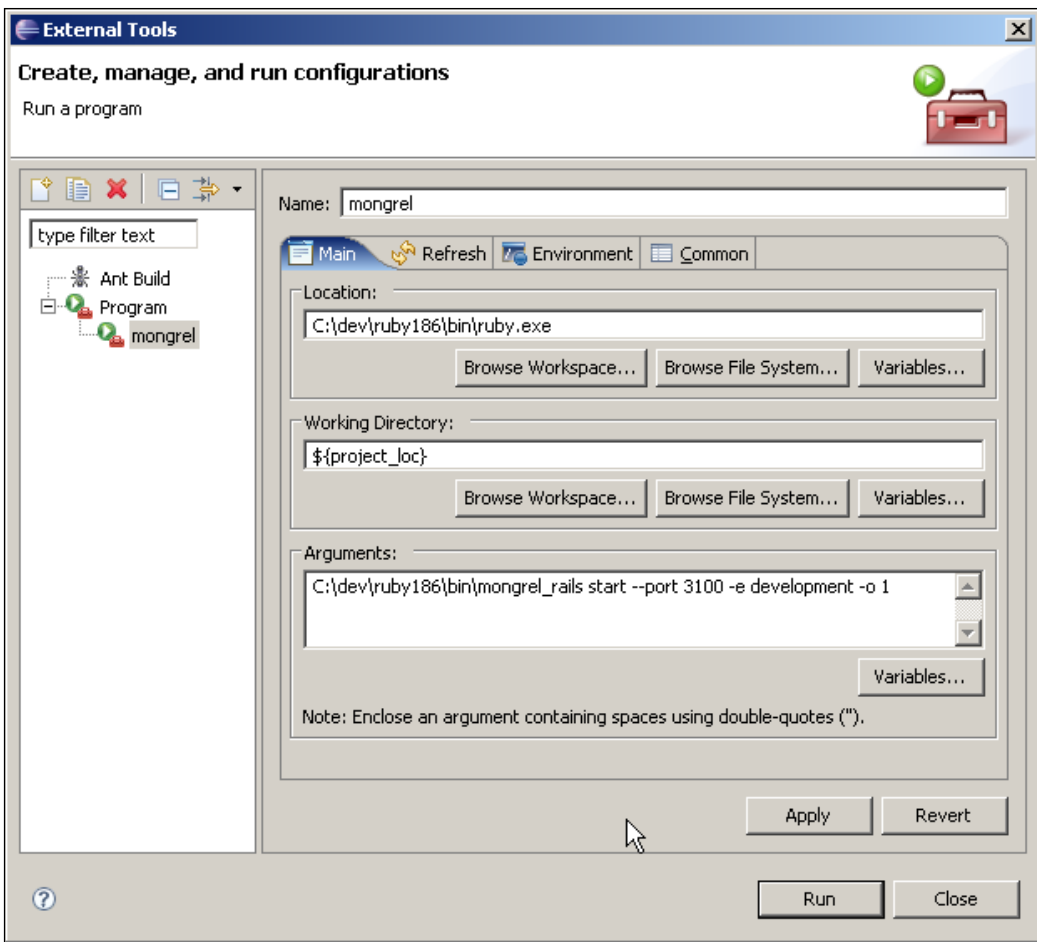 External Tools
Create, manage, and run configurations
Run a program
type filter text
Ant Build
Program
mongrel
Name: mongrel
Main Refresh Environment Common
Location:
C:\dev\ruby186\bin\ruby.exe
Browse Workspace... Browse File System... Variables...
Working Directory:
${project_loc}
Browse Workspace... Browse File System... Variables...
Arguments:
C:\dev\ruby186\bin\mongrel_rails start --port 3100 -e development -o 1
Variables...
Note: Enclose an argument containing spaces using double-quotes (").
Apply Revert
Run Close